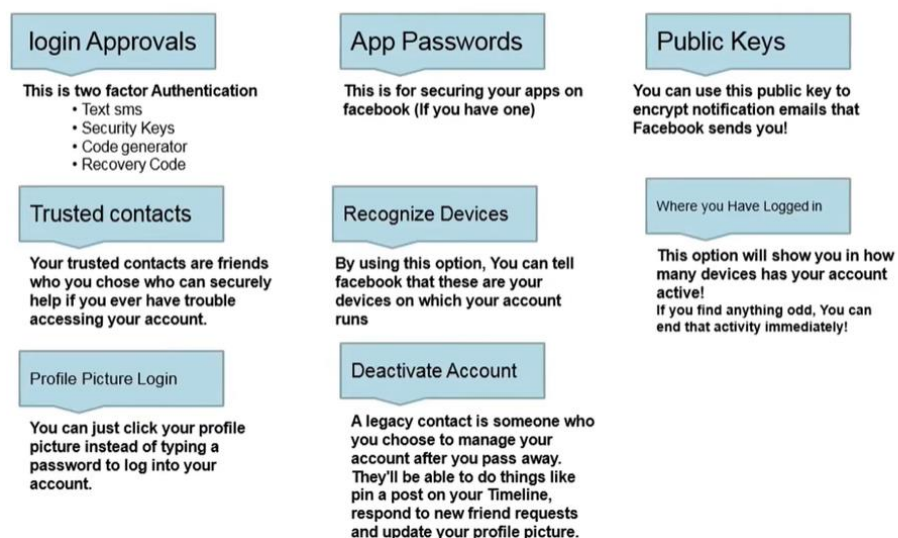 login Approvals
This is two factor Authentication
• Text sms
• Security Keys
• Code generator
• Recovery Code
App Passwords
This is for securing your apps on
facebook (If you have one)
Public Keys
You can use this public key to
encrypt notification emails that
Facebook sends you!
Trusted contacts
Your trusted contacts are friends
who you chose who can securely
help if you ever have trouble
accessing your account.
Recognize Devices
By using this option, You can tell
facebook that these are your
devices on which your account
runs
Where you Have Logged in
This option will show you in how
many devices has your account
active!
If you find anything odd, You can
end that activity immediately!
Profile Picture Login
You can just click your profile
picture instead of typing a
password to log into your
account.
Deactivate Account
A legacy contact is someone who
you choose to manage your
account after you pass away.
They'll be able to do things like
pin a post on your Timeline,
respond to new friend requests
and update your profile picture.